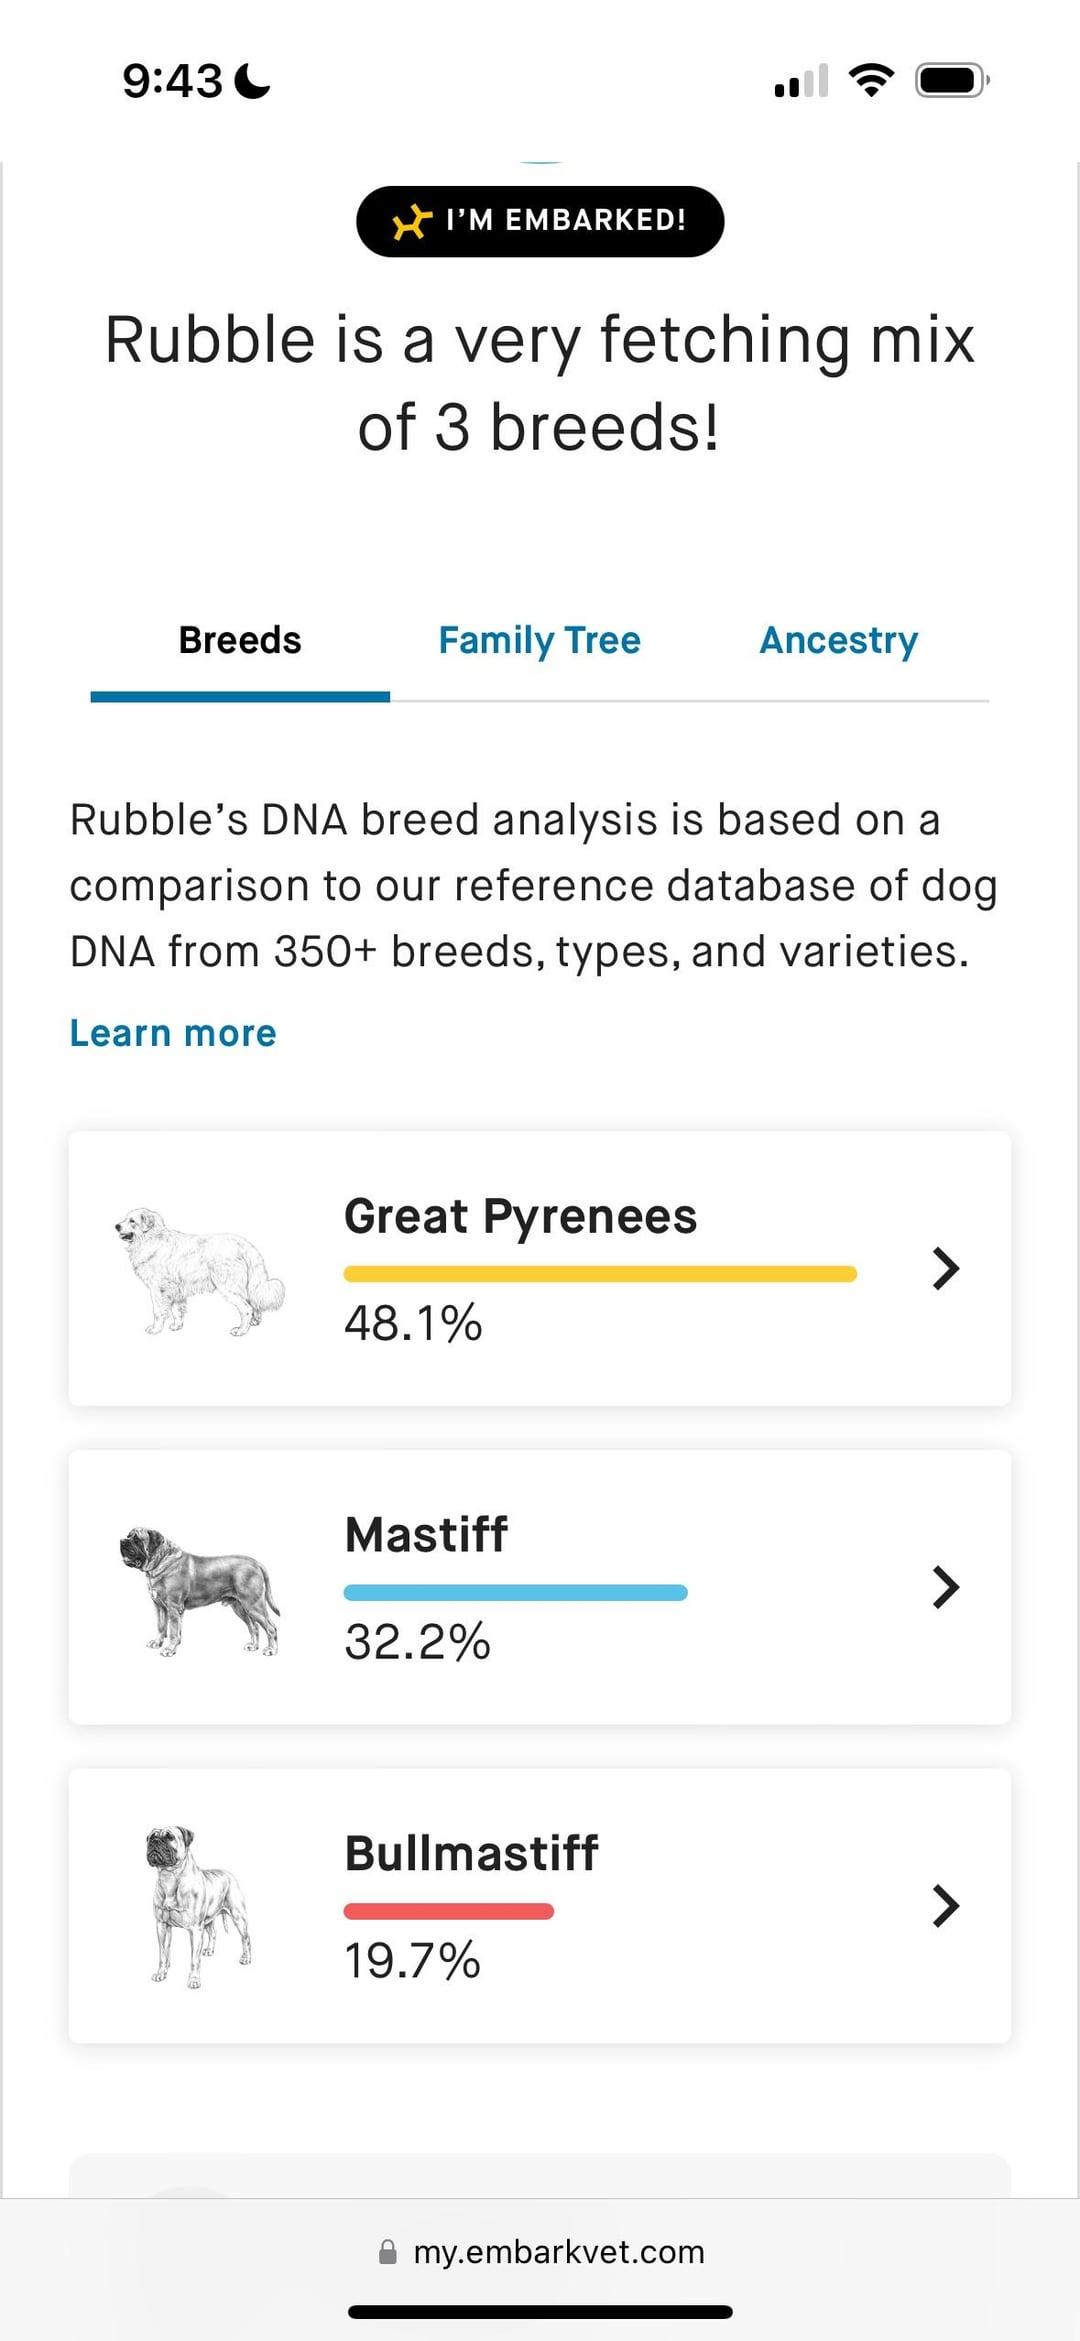 9:43
I’M EMBARKED!
Rubble is a very fetching mix
of 3 breeds!
Breeds
Family Tree
Ancestry
Rubble’s DNA breed analysis is based on a
comparison to our reference database of dog
DNA from 350+ breeds, types, and varieties.
Learn more
Great Pyrenees
48.1%
Mastiff
32.2%
Bullmastiff
19.7%
my.embarkvet.com